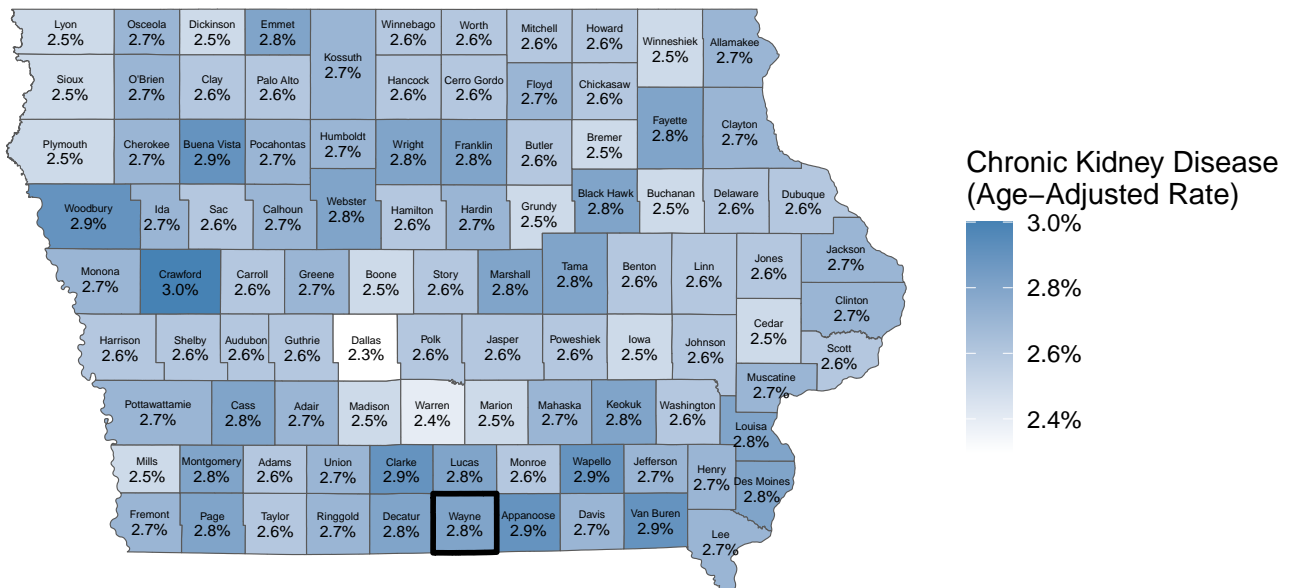 Lyon
2.5%
Osceola
2.7%
Dickinson
2.5%
Emmet
2.8%
Kossuth
2.7%
Winnebago
2.6%
Worth
2.6%
Mitchell
2.6%
Howard
2.6%
Winneshiek
2.5%
Allamakee
2.7%
Sioux
2.5%
O'Brien
2.7%
Clay
2.6%
Palo Alto
2.6%
Hancock
2.6%
Cerro Gordo
2.6%
Floyd
2.7%
Chickasaw
2.6%
Fayette
2.8%
Clayton
2.7%
Plymouth
2.5%
Cherokee
2.7%
Buena Vista
2.9%
Pocahontas
2.7%
Humboldt
2.7%
Wright
2.8%
Franklin
2.8%
Butler
2.6%
Bremer
2.5%
Woodbury
2.9%
Ida
2.7%
Sac
2.6%
Calhoun
2.7%
Webster
2.8%
Hamilton
2.6%
Hardin
2.7%
Grundy
2.5%
Black Hawk
2.8%
Buchanan
2.5%
Delaware
2.6%
Dubuque
2.6%
Monona
2.7%
Crawford
3.0%
Carroll
2.6%
Greene
2.7%
Boone
2.5%
Story
2.6%
Marshall
2.8%
Tama
2.8%
Benton
2.6%
Linn
2.6%
Jones
2.6%
Jackson
2.7%
Clinton
2.7%
Harrison
2.6%
Shelby
2.6%
Audubon
2.6%
Guthrie
2.6%
Dallas
2.3%
Polk
2.6%
Jasper
2.6%
Poweshiek
2.6%
Iowa
2.5%
Johnson
2.6%
Cedar
2.5%
Scott
2.6%
Muscatine
2.7%
Pottawattamie
2.7%
Cass
2.8%
Adair
2.7%
Madison
2.5%
Warren
2.4%
Marion
2.5%
Mahaska
2.7%
Keokuk
2.8%
Washington
2.6%
Louisa
2.8%
Mills
2.5%
Montgomery
2.8%
Adams
2.6%
Union
2.7%
Clarke
2.9%
Lucas
2.8%
Monroe
2.6%
Wapello
2.9%
Jefferson
2.7%
Henry
2.7%
Des Moines
2.8%
Fremont
2.7%
Page
2.8%
Taylor
2.6%
Ringgold
2.7%
Decatur
2.8%
Wayne
2.8%
Appanoose
2.9%
Davis
2.7%
Van Buren
2.9%
Lee
2.7%
Chronic Kidney Disease
(Age−Adjusted Rate)
3.0%
2.8%
2.6%
2.4%